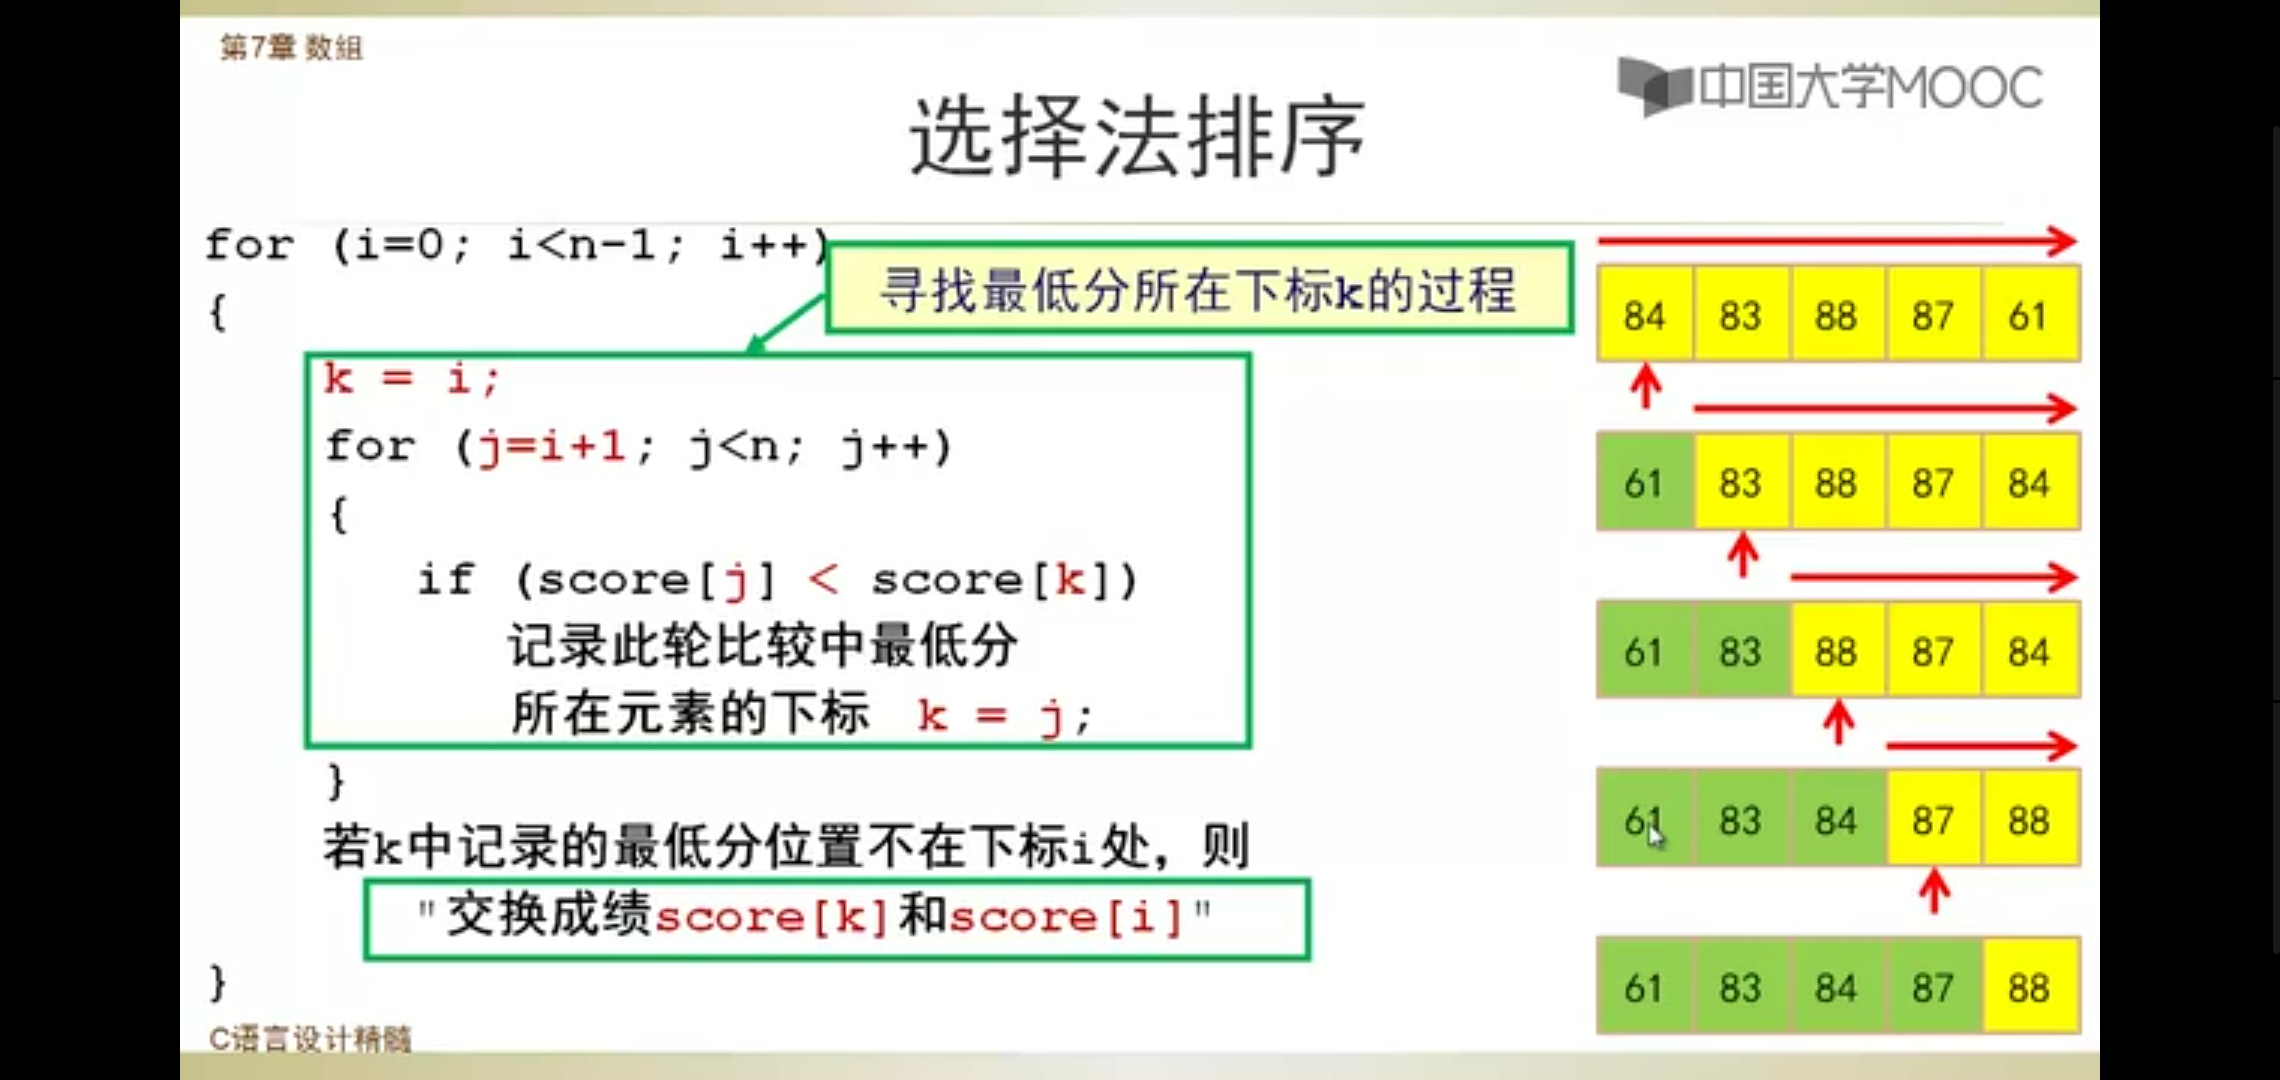 第7章 数组
中国大学MOOC
选择法排序
for (i=0; i<n-1; i++)
{
寻找最低分所在下标k的过程
k = i;
for (j=i+1; j<n; j++)
{
if (score[j] < score[k])
记录此轮比较中最低分
所在元素的下标 k = j;
}
若k中记录的最低分位置不在下标i处，则
"交换成绩score[k]和score[i]"
}
84 83 88 87 61
61 83 88 87 84
61 83 88 87 84
61 83 84 87 88
61 83 84 87 88
C语言设计精髓